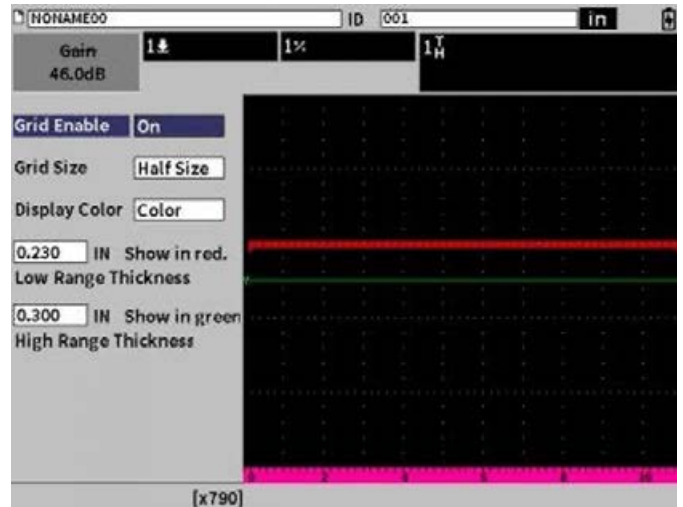 NONAME00 ID 001 in
Gain
46.0dB
1
1%
1 T H
Grid Enable On
Grid Size Half Size
Display Color Color
0.230 IN Show in red.
Low Range Thickness
0.300 IN Show in green
High Range Thickness
0 2 4 6 8 10
[x790]